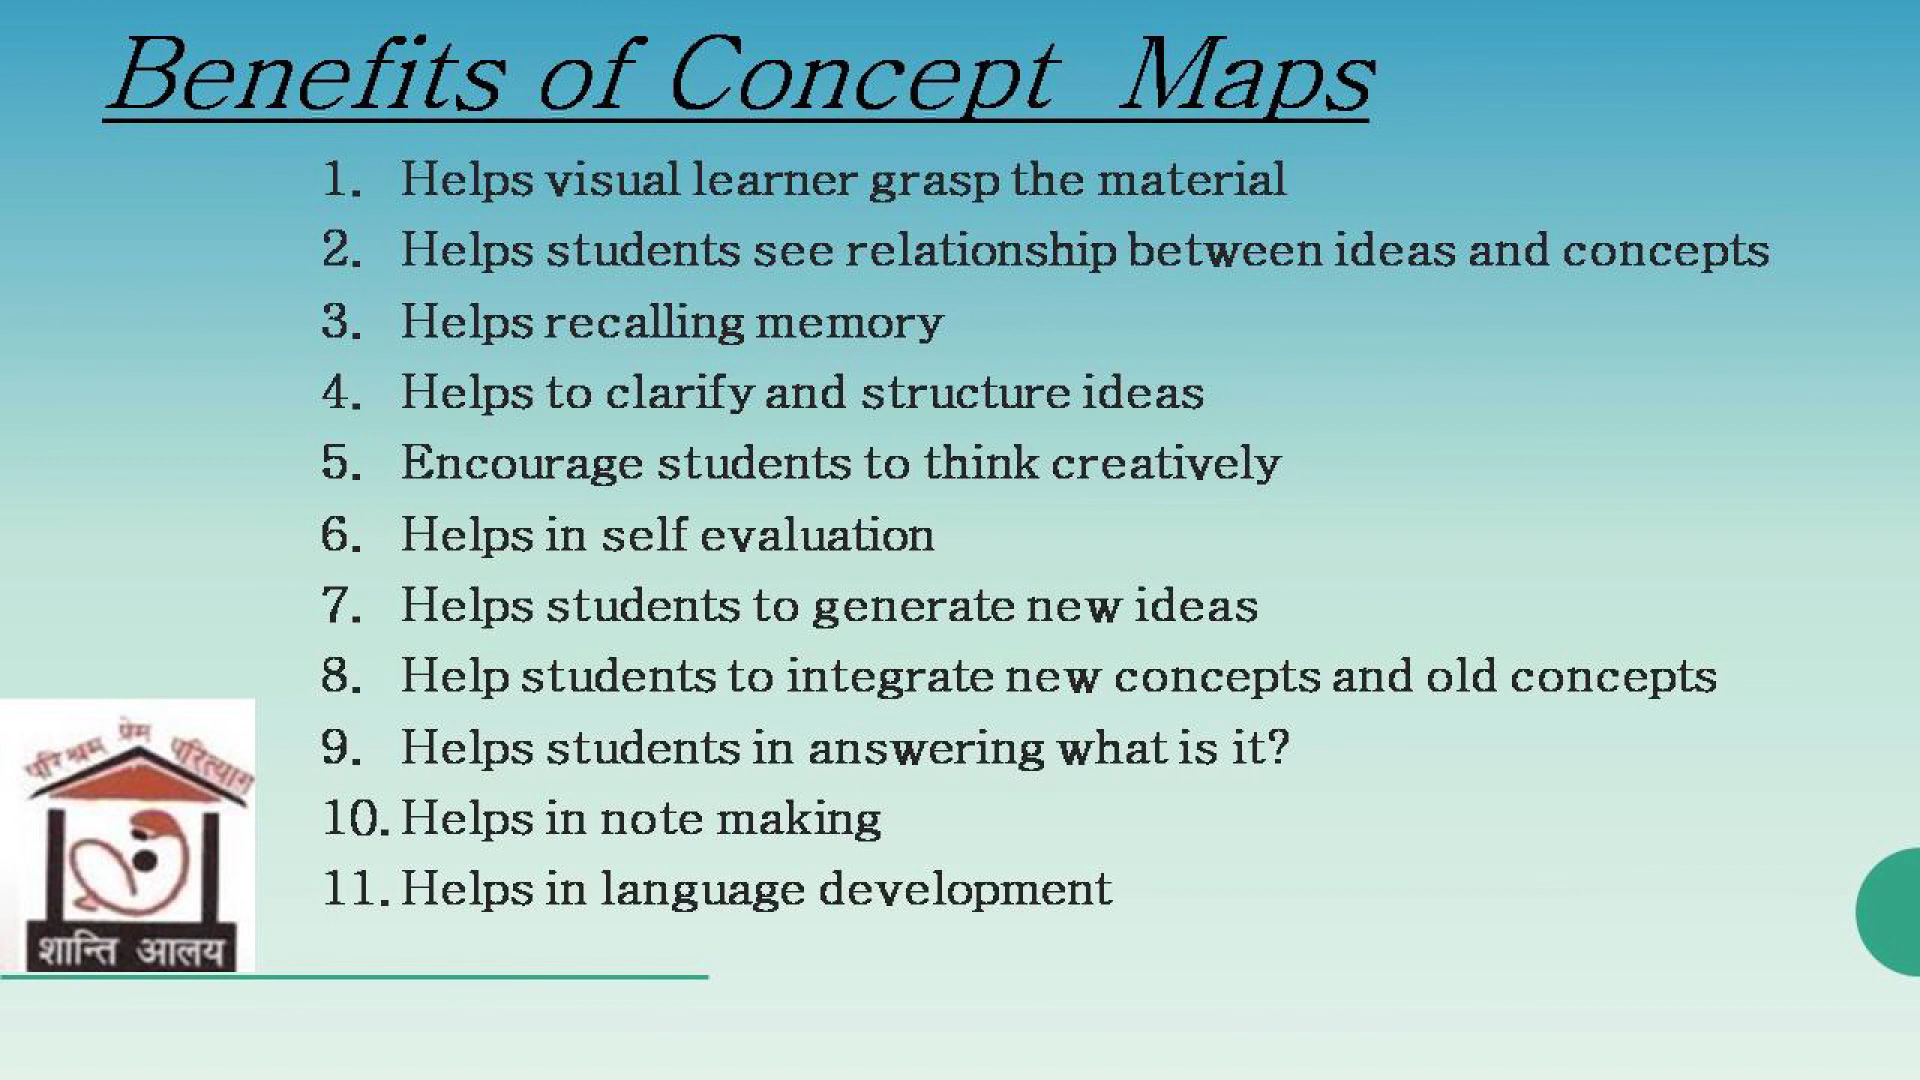 Benefits of Concept Maps
1. Helps visual learner grasp the material
2. Helps students see relationship between ideas and concepts
3. Helps recalling memory
4. Helps to clarify and structure ideas
5. Encourage students to think creatively
6. Helps in self evaluation
7. Helps students to generate new ideas
8. Help students to integrate new concepts and old concepts
9. Helps students in answering what is it?
10. Helps in note making
11. Helps in language development
परिश्रम प्रेम परित्याग
शान्ति आलय